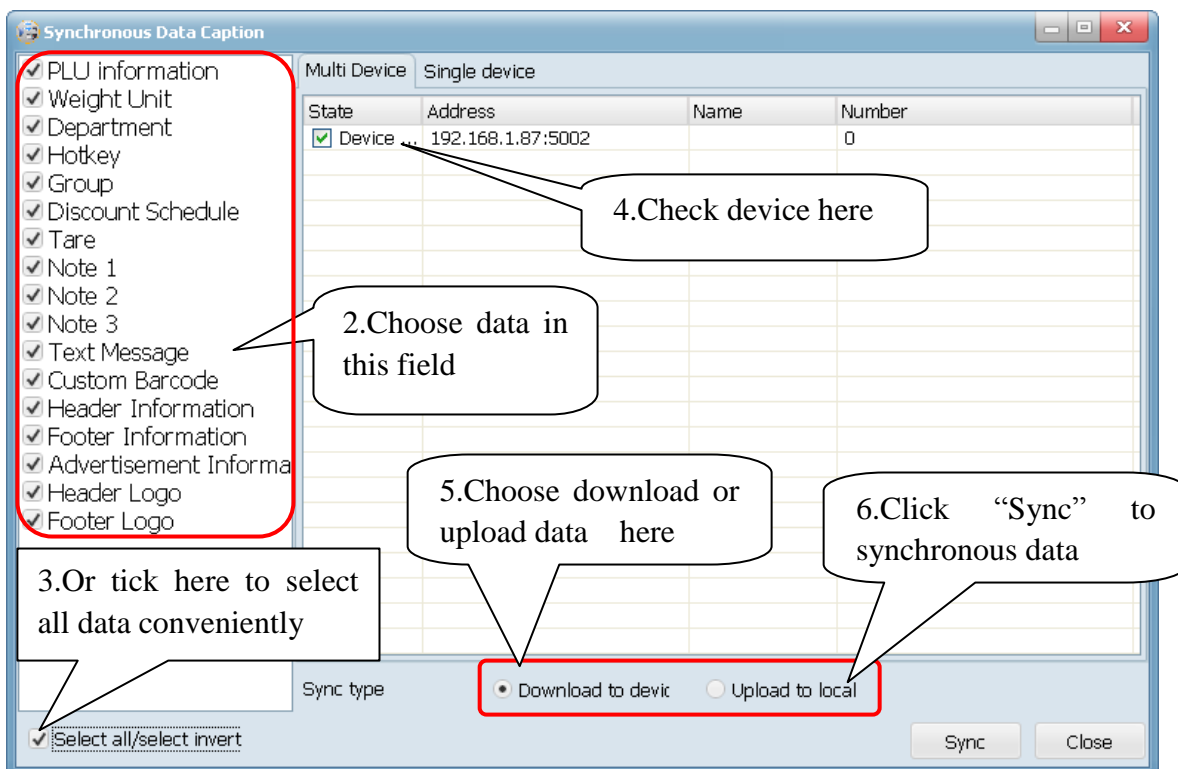 Synchronous Data Caption
PLU information
Weight Unit
Department
Hotkey
Group
Discount Schedule
Tare
Note 1
Note 2
Note 3
Text Message
Custom Barcode
Header Information
Footer Information
Advertisement Informa
Header Logo
Footer Logo
Multi Device Single device
State Address Name Number
Device ... 192.168.1.87:5002 0
4.Check device here
2.Choose data in
this field
5.Choose download or
upload data here
6.Click “Sync” to
synchronous data
3.Or tick here to select
all data conveniently
Sync type Download to devic Upload to local
Select all/select invert
Sync Close